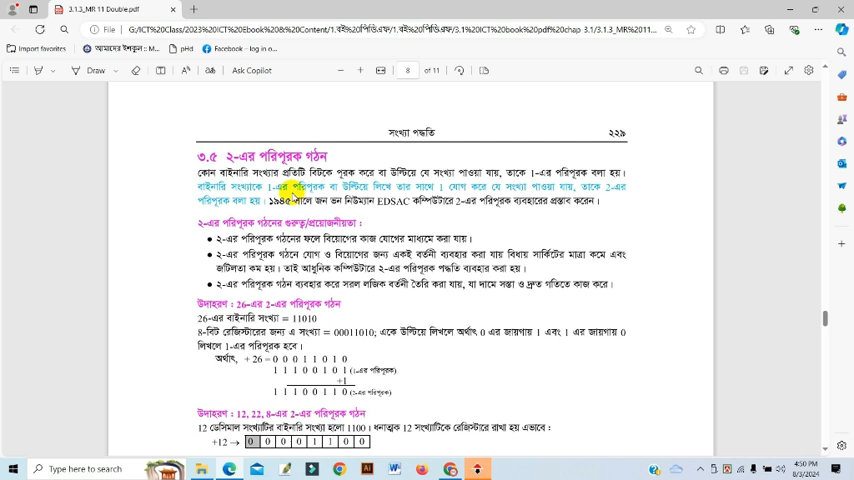 3.1.3_MR 11 Double.pdf
File
G:/ICT%20Class/2023%20ICT%20Ebook%20&%20Content/1.বই%20পিডিএফ/1.বই%20পিডিএফ/3.1%20ICT%20book%20pdf%20chap 3.1/3.1.3_MR%2011...
Import favorites
আমাদের ইশকুল :: M...
pHd
Facebook – log in o...
Draw
Ask Copilot
8 of 11
সংখ্যা পদ্ধতি ২২৯
৩.৫ ২-এর পরিপূরক গঠন
কোন বাইনারি সংখ্যার প্রতিটি বিটকে পূরক করে বা উল্টিয়ে যে সংখ্যা পাওয়া যায়, তাকে 1-এর পরিপূরক বলা হয়।
বাইনারি সংখ্যাকে 1-এর পরিপূরক বা উল্টিয়ে লিখে তার সাথে 1 যোগ করে যে সংখ্যা পাওয়া যায়, তাকে 2-এর
পরিপূরক বলা হয়। ১৯৪৫ সালে জন ভন নিউম্যান EDSAC কম্পিউটারে 2-এর পরিপূরক ব্যবহারের প্রস্তাব করেন।
২-এর পরিপূরক গঠনের গুরুত্ব/প্রয়োজনীয়তা :
● ২-এর পরিপূরক গঠনের ফলে বিয়োগের কাজ যোগের মাধ্যমে করা যায়।
● ২-এর পরিপূরক গঠনে যোগ ও বিয়োগের জন্য একই বর্তনী ব্যবহার করা যায় বিধায় সার্কিটের মাত্রা কমে এবং
জটিলতা কম হয়। তাই আধুনিক কম্পিউটারে ২-এর পরিপূরক পদ্ধতি ব্যবহার করা হয়।
● ২-এর পরিপূরক গঠন ব্যবহার করে সরল লজিক বর্তনী তৈরি করা যায়, যা দামে সস্তা ও দ্রুত গতিতে কাজ করে।
উদাহরণ : 26-এর 2-এর পরিপূরক গঠন
26-এর বাইনারি সংখ্যা = 11010
8-বিট রেজিস্টারের জন্য এ সংখ্যা = 00011010; একে উল্টিয়ে লিখলে অর্থাৎ 0 এর জায়গায় 1 এবং 1 এর জায়গায় 0
লিখলে 1-এর পরিপূরক হবে।
অর্থাৎ, + 26 = 0 0 0 1 1 0 1 0
1 1 1 0 0 1 0 1 (১-এর পরিপূরক)
+1
1 1 1 0 0 1 1 0 (২-এর পরিপূরক)
উদাহরণ : 12, 22, 8-এর 2-এর পরিপূরক গঠন
12 ডেসিমাল সংখ্যাটির বাইনারি সংখ্যা হলো 1100। ধনাত্মক 12 সংখ্যাটিকে রেজিস্টারে রাখা হয় এভাবে :
+12 → 0 0 0 0 1 1 0 0
Type here to search
4:50 PM
8/3/2024